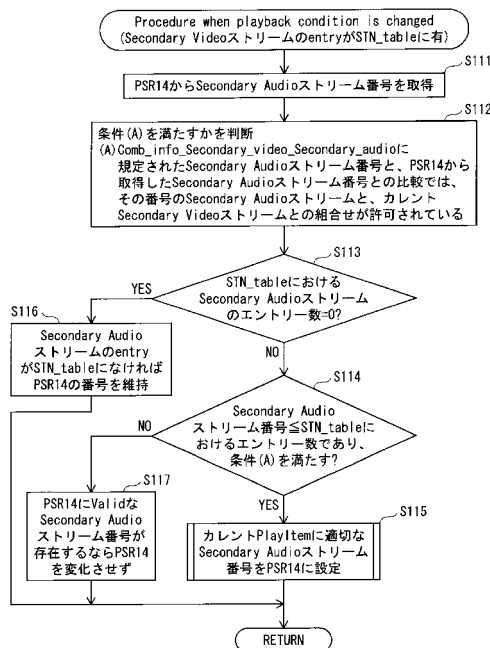 Procedure when playback condition is changed
(Secondary VideoストリームのentryがSTN_tableに有)
S111
PSR14からSecondary Audioストリーム番号を取得
S112
条件(A)を満たすかを判断
(A)Comb_info_Secondary_video_Secondary_audioに
規定されたSecondary Audioストリーム番号と、PSR14から
取得したSecondary Audioストリーム番号との比較では、
その番号のSecondary Audioストリームと、カレント
Secondary Videoストリームとの組合せが許可されている
S113
STN_tableにおける
Secondary Audioストリーム
のエントリー数=0?
YES
NO
S116
Secondary Audio
ストリームのentry
がSTN_tableになければ
PSR14の番号を維持
S114
Secondary Audio
ストリーム番号≦STN_tableに
おけるエントリー数であり、
条件(A)を満たす?
NO
YES
S117
PSR14にValidな
Secondary Audio
ストリーム番号が
存在するならPSR14
を変化させず
S115
カレントPlayItemに適切な
Secondary Audioストリーム
番号をPSR14に設定
RETURN